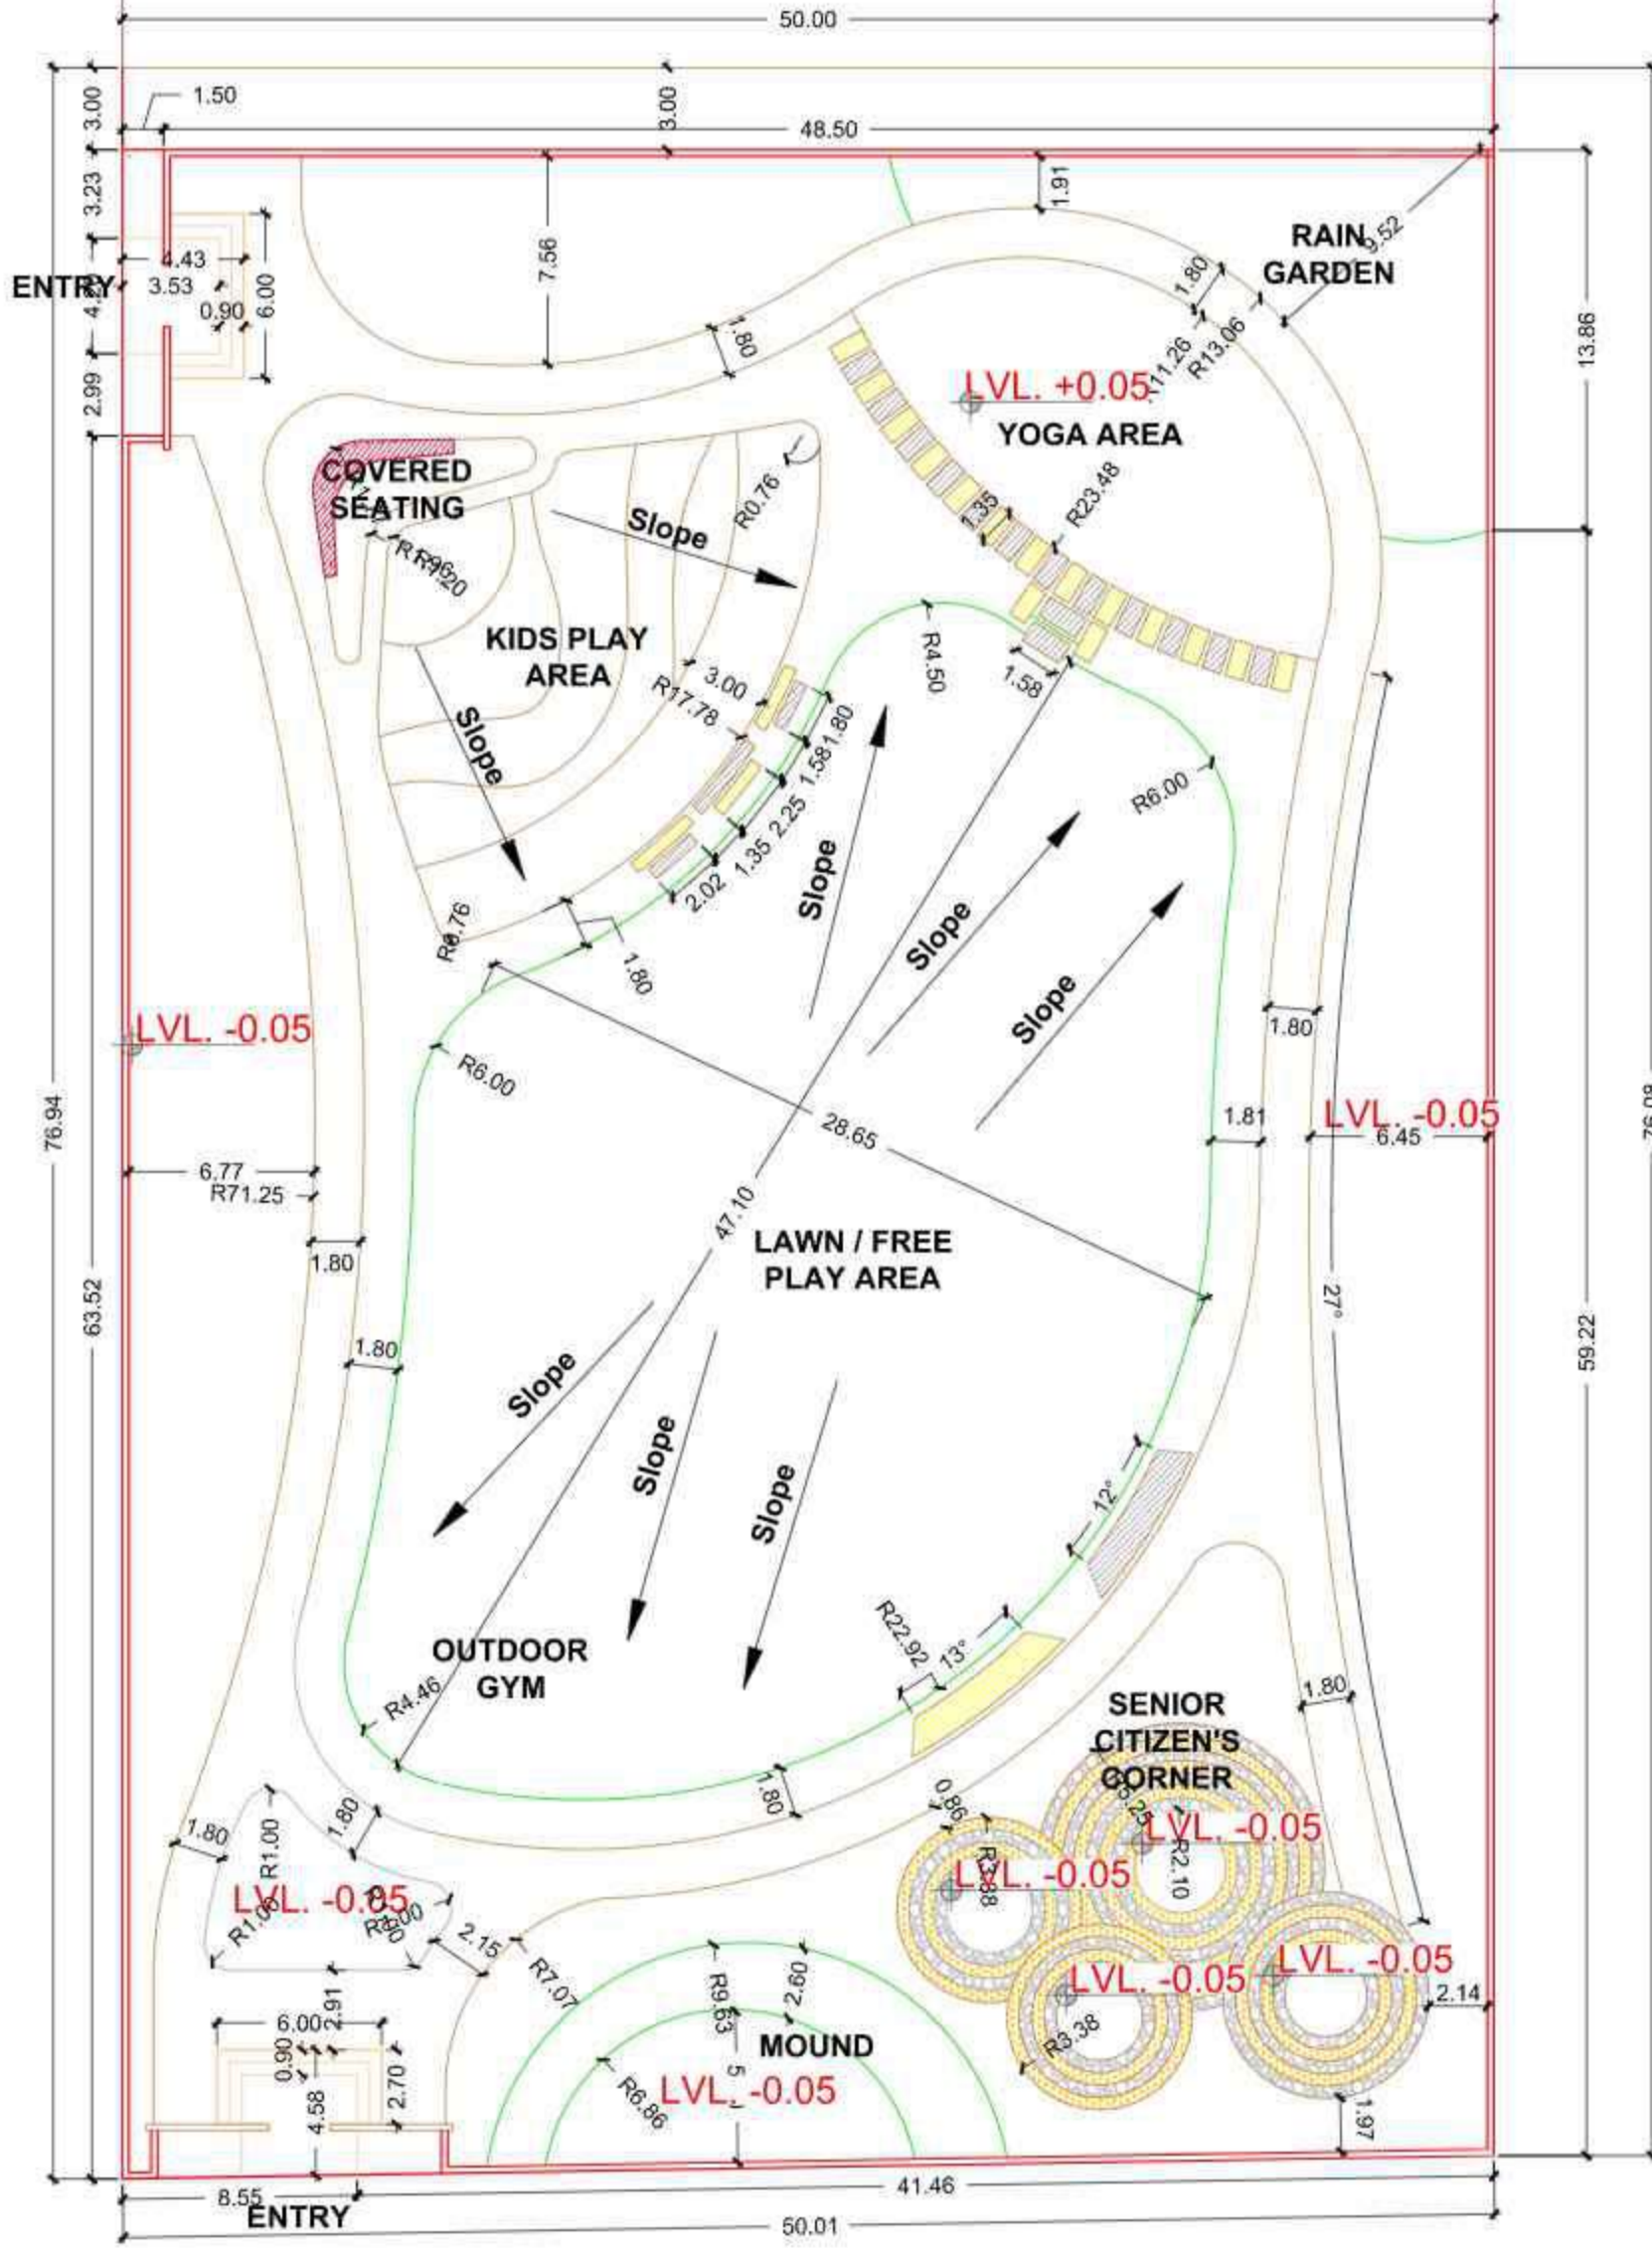 50.00
3.00
1.50
3.00
48.50
3.23
1.91
7.56
RAIN
GARDEN
9.52
4.43
ENTRY
3.53
0.90
6.00
1.80
1.80
R13.06
13.86
2.99
LVL. +0.05
YOGA AREA
COVERED
SEATING
R0.76
Slope
1.35
R23.48
KIDS PLAY
AREA
R4.50
3.00
R17.78
1.58
Slope
1.80
1.58
2.25
1.35
2.02
R6.00
Slope
Slope
Slope
1.80
1.80
LVL. -0.05
R6.00
76.94
28.65
1.81
LVL. -0.05
6.45
6.77
R71.25
47.10
1.80
LAWN / FREE
PLAY AREA
63.52
27°
59.22
1.80
Slope
Slope
Slope
12°
R22.92
13°
OUTDOOR
GYM
R4.46
SENIOR
CITIZEN'S
CORNER
1.80
1.80
0.86
1.80
1.80
R1.00
LVL. -0.05
R2.10
LVL. -0.05
LVL. -0.05
2.15
R7.07
LVL. -0.05
LVL. -0.05
2.14
R9.63
2.60
2.91
6.00
0.90
2.70
4.58
MOUND
R3.38
LVL. -0.05
R6.86
1.97
8.55
41.46
ENTRY
50.01